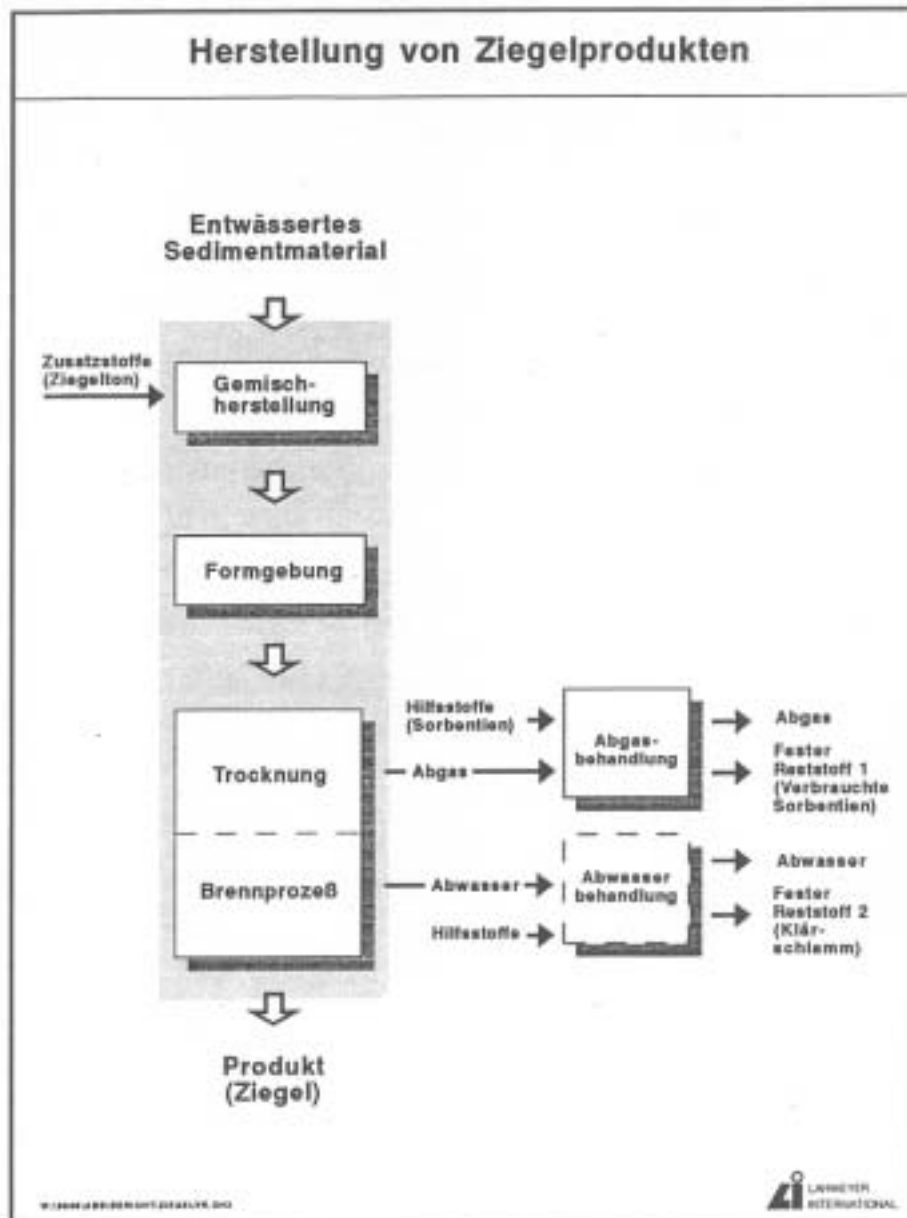 Herstellung von Ziegelprodukten
Entwässertes
Sedimentmaterial
Zusatzstoffe
(Ziegelton)
Gemisch-
herstellung
Formgebung
Trocknung
Brennprozeß
Hilfsstoffe
(Sorbentien)
Abgas
Abgas-
behandlung
Abgas
Fester
Reststoff 1
(Verbrauchte
Sorbentien)
Abwasser
Hilfsstoffe
Abwasser
behandlung
Abwasser
Fester
Reststoff 2
(Klär-
schlamm)
Produkt
(Ziegel)
LAHMEYER
INTERNATIONAL